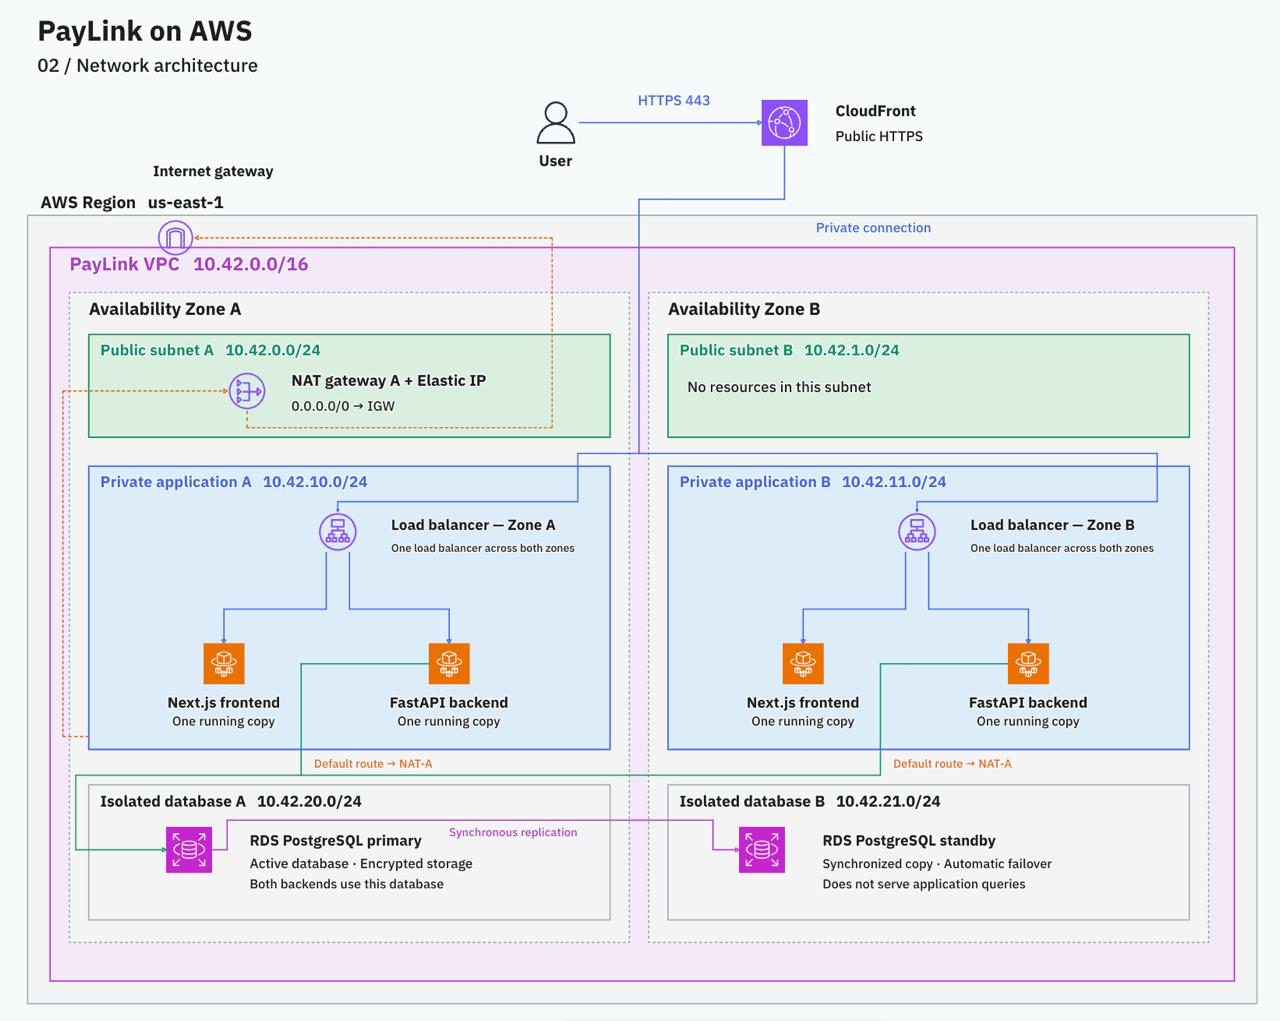 PayLink on AWS
02 / Network architecture
HTTPS 443
CloudFront
Public HTTPS
User
Internet gateway
AWS Region us-east-1
Private connection
PayLink VPC 10.42.0.0/16
Availability Zone A
Public subnet A 10.42.0.0/24
NAT gateway A + Elastic IP
0.0.0.0/0 → IGW
Availability Zone B
Public subnet B 10.42.1.0/24
No resources in this subnet
Private application A 10.42.10.0/24
Load balancer — Zone A
One load balancer across both zones
Next.js frontend
One running copy
FastAPI backend
One running copy
Default route → NAT-A
Private application B 10.42.11.0/24
Load balancer — Zone B
One load balancer across both zones
Next.js frontend
One running copy
FastAPI backend
One running copy
Default route → NAT-A
Isolated database A 10.42.20.0/24
RDS PostgreSQL primary
Active database · Encrypted storage
Both backends use this database
Synchronous replication
Isolated database B 10.42.21.0/24
RDS PostgreSQL standby
Synchronized copy · Automatic failover
Does not serve application queries